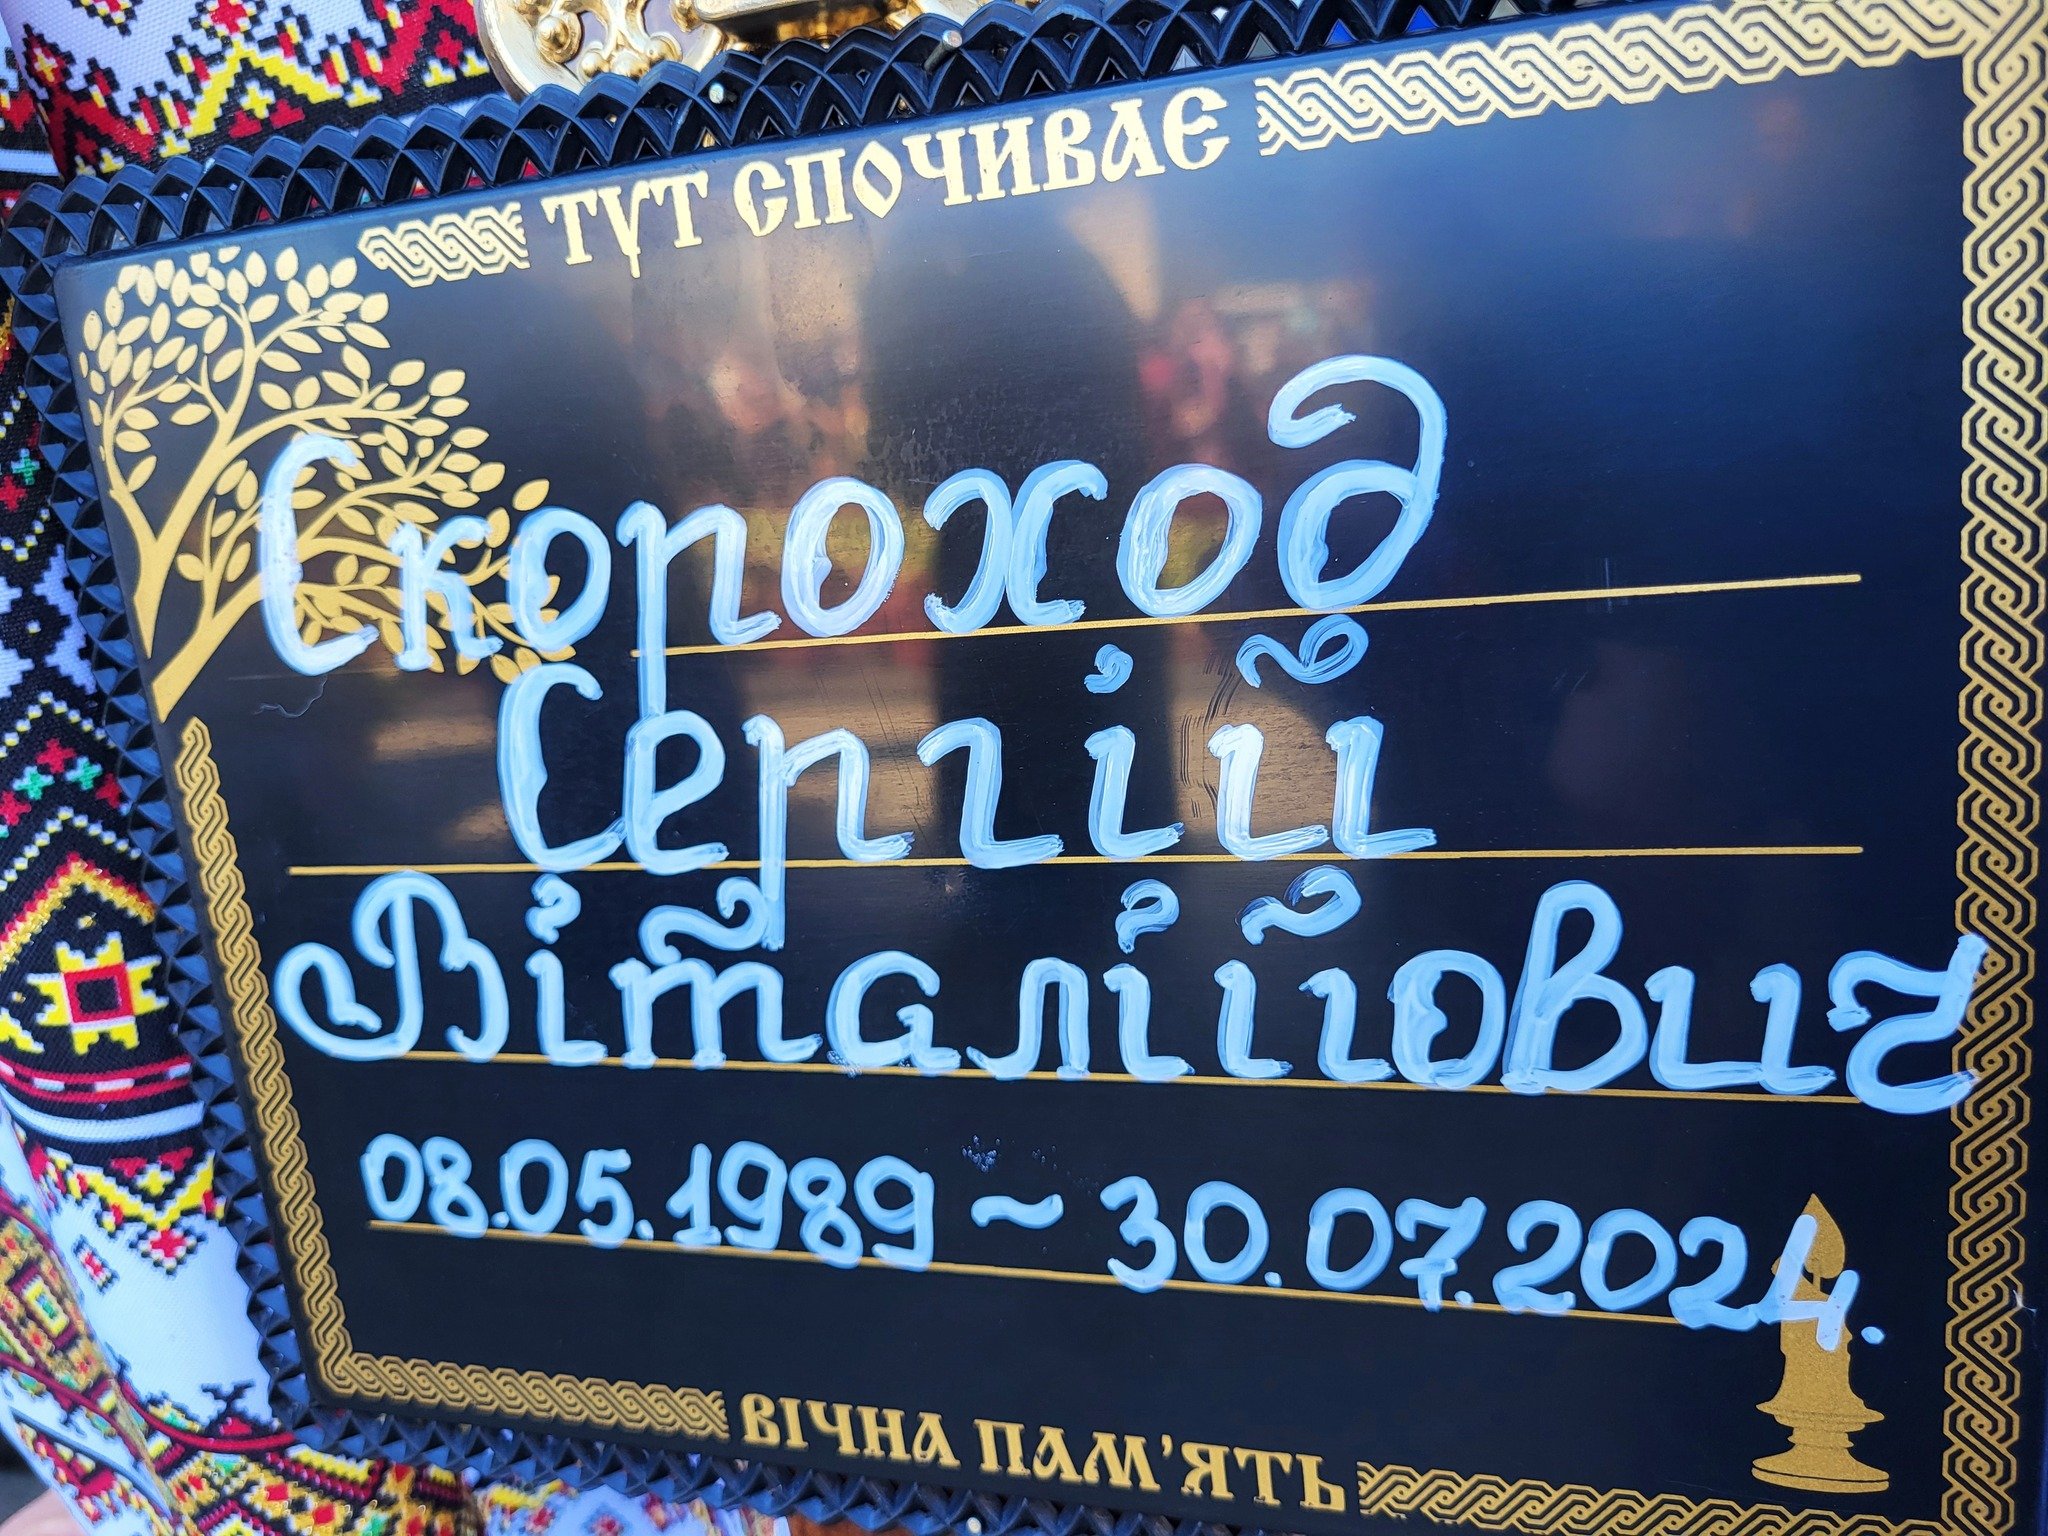 ТУТ СПОЧИВАЄ
Скороход
Сергій
Віталійович
08.05.1989 ~ 30.07.2024.
ВІЧНА ПАМ'ЯТЬ